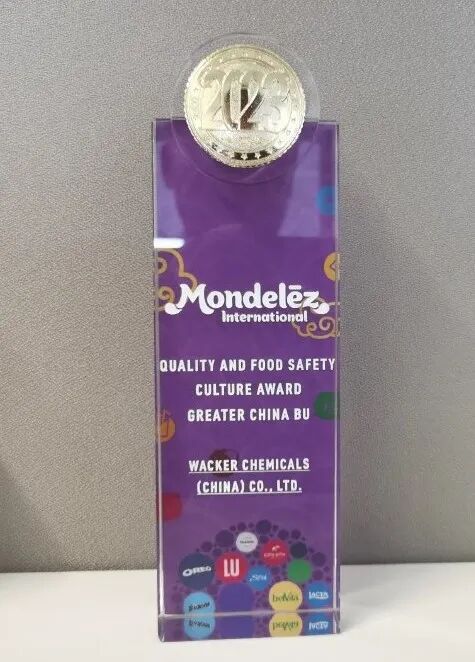 2023
Mondelēz
International
QUALITY AND FOOD SAFETY
CULTURE AWARD
GREATER CHINA BU
WACKER CHEMICALS
(CHINA) CO., LTD.
OREO
LU
belVita
LACTA